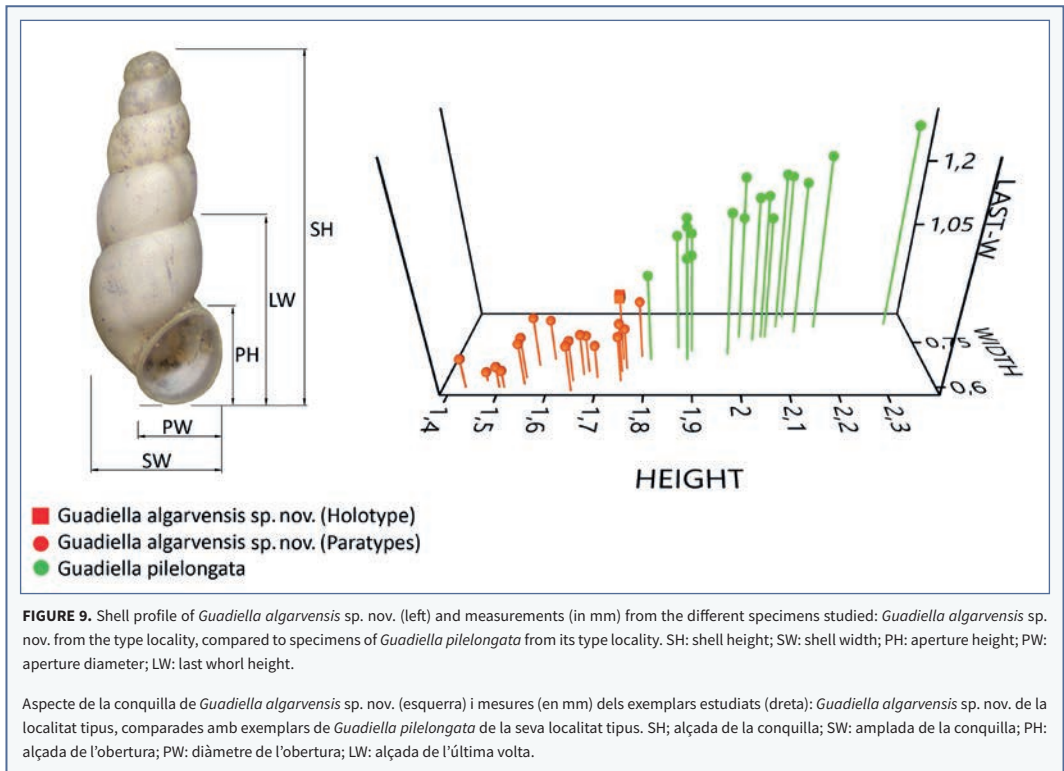 SH
LW
PH
PW
SW
1,2
1,05
LAST-W
0,75
WIDTH
0,6
1,4 1,5 1,6 1,7 1,8 1,9 2 2,1 2,2 2,3
HEIGHT
Guadiella algarvensis sp. nov. (Holotype)
Guadiella algarvensis sp. nov. (Paratypes)
Guadiella pilelongata
FIGURE 9. Shell profile of Guadiella algarvensis sp. nov. (left) and measurements (in mm) from the different specimens studied: Guadiella algarvensis sp.
nov. from the type locality, compared to specimens of Guadiella pilelongata from its type locality. SH: shell height; SW: shell width; PH: aperture height; PW:
aperture diameter; LW: last whorl height.
Aspecte de la conquilla de Guadiella algarvensis sp. nov. (esquerra) i mesures (en mm) dels exemplars estudiats (dreta): Guadiella algarvensis sp. nov. de la
localitat tipus, comparades amb exemplars de Guadiella pilelongata de la seva localitat tipus. SH; alçada de la conquilla; SW: amplada de la conquilla; PH:
alçada de l'obertura; PW: diàmetre de l'obertura; LW: alçada de l'última volta.